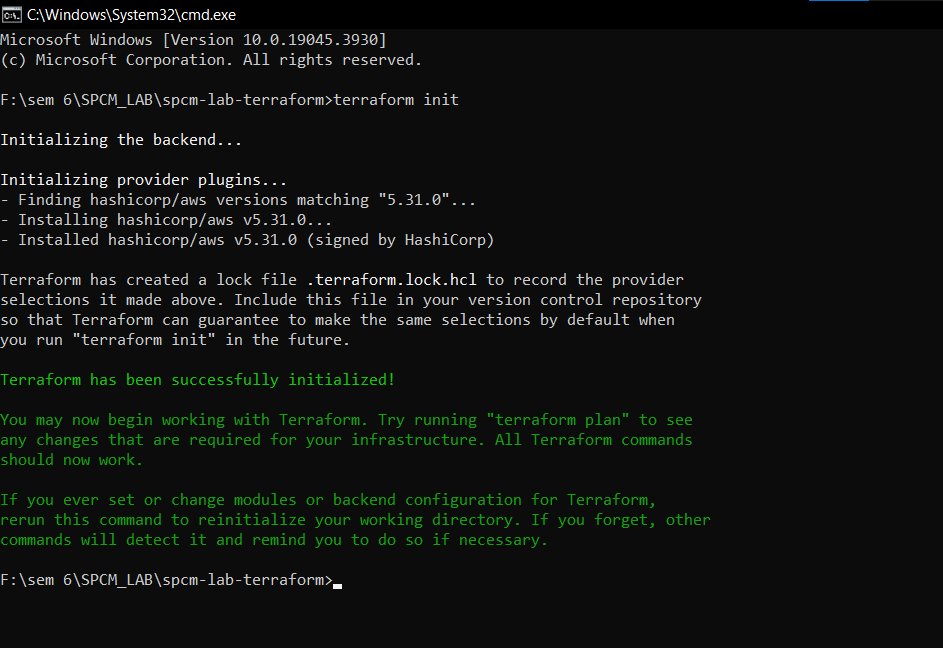 C:\Windows\System32\cmd.exe
Microsoft Windows [Version 10.0.19045.3930]
(c) Microsoft Corporation. All rights reserved.
F:\sem 6\SPCM_LAB\spcm-lab-terraform>terraform init
Initializing the backend...
Initializing provider plugins...
- Finding hashicorp/aws versions matching "5.31.0"...
- Installing hashicorp/aws v5.31.0...
- Installed hashicorp/aws v5.31.0 (signed by HashiCorp)
Terraform has created a lock file .terraform.lock.hcl to record the provider
selections it made above. Include this file in your version control repository
so that Terraform can guarantee to make the same selections by default when
you run "terraform init" in the future.
Terraform has been successfully initialized!
You may now begin working with Terraform. Try running "terraform plan" to see
any changes that are required for your infrastructure. All Terraform commands
should now work.
If you ever set or change modules or backend configuration for Terraform,
rerun this command to reinitialize your working directory. If you forget, other
commands will detect it and remind you to do so if necessary.
F:\sem 6\SPCM_LAB\spcm-lab-terraform>